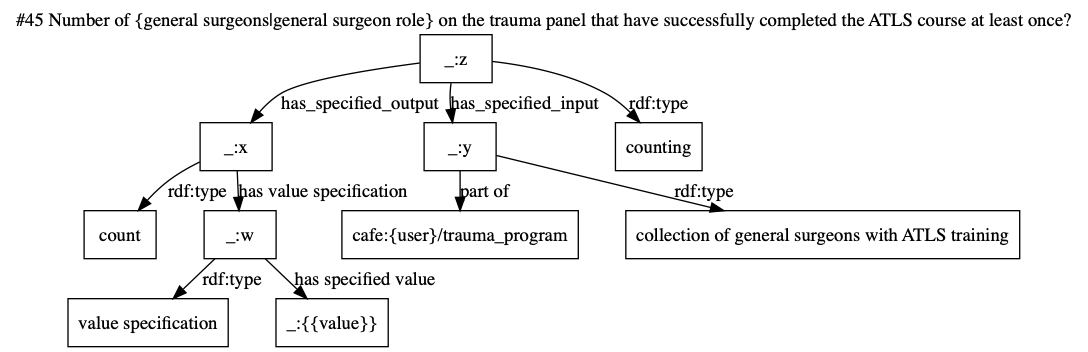 #45 Number of {general surgeons|general surgeon role} on the trauma panel that have successfully completed the ATLS course at least once?
_:z
has_specified_output has_specified_input rdf:type
_:x _:y counting
rdf:type has value specification part of rdf:type
count _:w cafe:{user}/trauma_program collection of general surgeons with ATLS training
rdf:type has specified value
value specification _:{{value}}